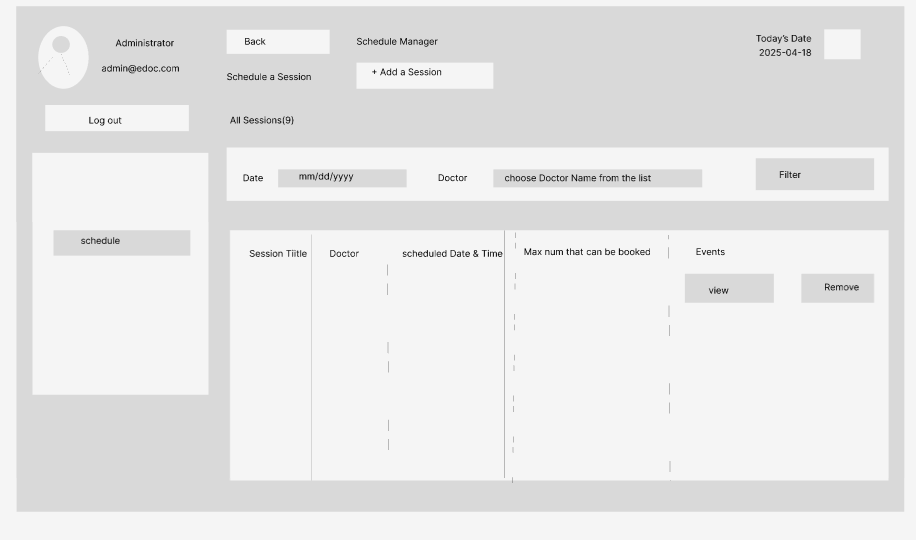 Administrator
admin@edoc.com
Log out
schedule
Back
Schedule Manager
Today's Date
2025-04-18
Schedule a Session
+ Add a Session
All Sessions(9)
Date
mm/dd/yyyy
Doctor
choose Doctor Name from the list
Filter
Session Tiitle
Doctor
scheduled Date & Time
Max num that can be booked
Events
view
Remove